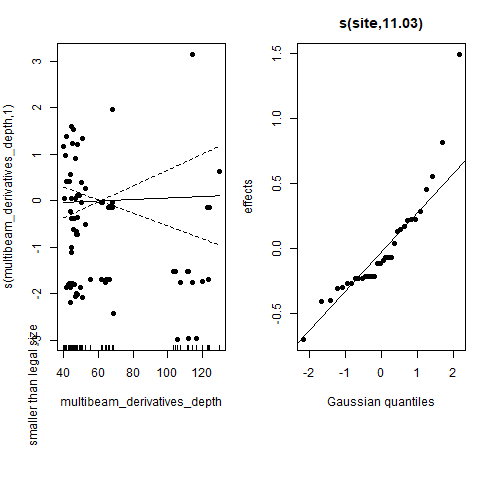 s(multibeam_derivatives_depth,1)
smaller than legal size
3
2
1
0
-1
-2
-3
40 60 80 100 120
multibeam_derivatives_depth
s(site,11.03)
effects
1.5
1.0
0.5
0.0
-0.5
-2 -1 0 1 2
Gaussian quantiles